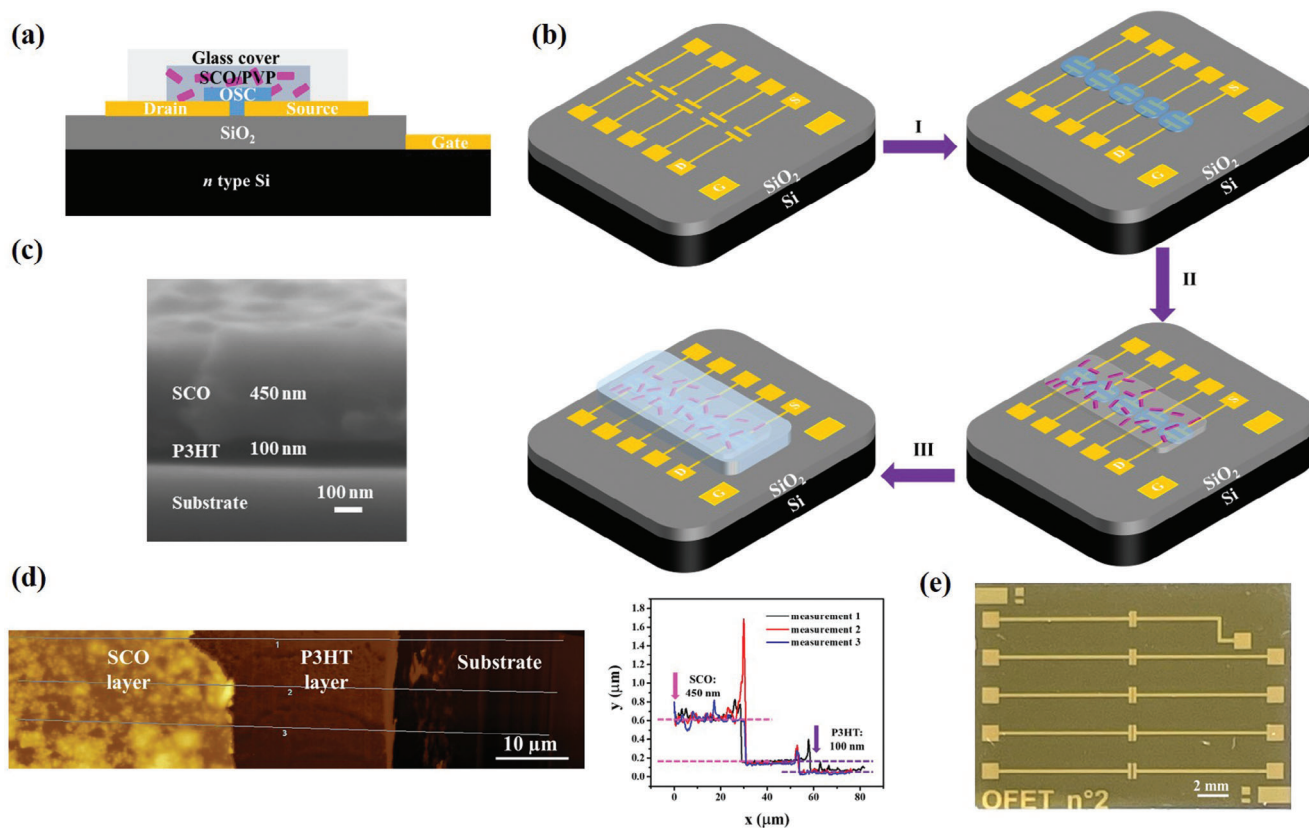 (a)
Glass cover
SCO/PVP
OSC
Drain
Source
SiO₂
Gate
n type Si
(b)
S
D
G
SiO₂
Si
I
S
D
G
SiO₂
Si
II
S
D
G
SiO₂
Si
III
S
D
G
SiO₂
Si
(c)
SCO 450 nm
P3HT 100 nm
Substrate
100 nm
(d)
SCO
layer
P3HT
layer
Substrate
1
2
3
10 µm
1.8
1.6
1.4
1.2
1.0
0.8
0.6
0.4
0.2
0.0
y (µm)
measurement 1
measurement 2
measurement 3
SCO:
450 nm
P3HT:
100 nm
0 20 40 60 80
x (µm)
(e)
2 mm
OFET n°2